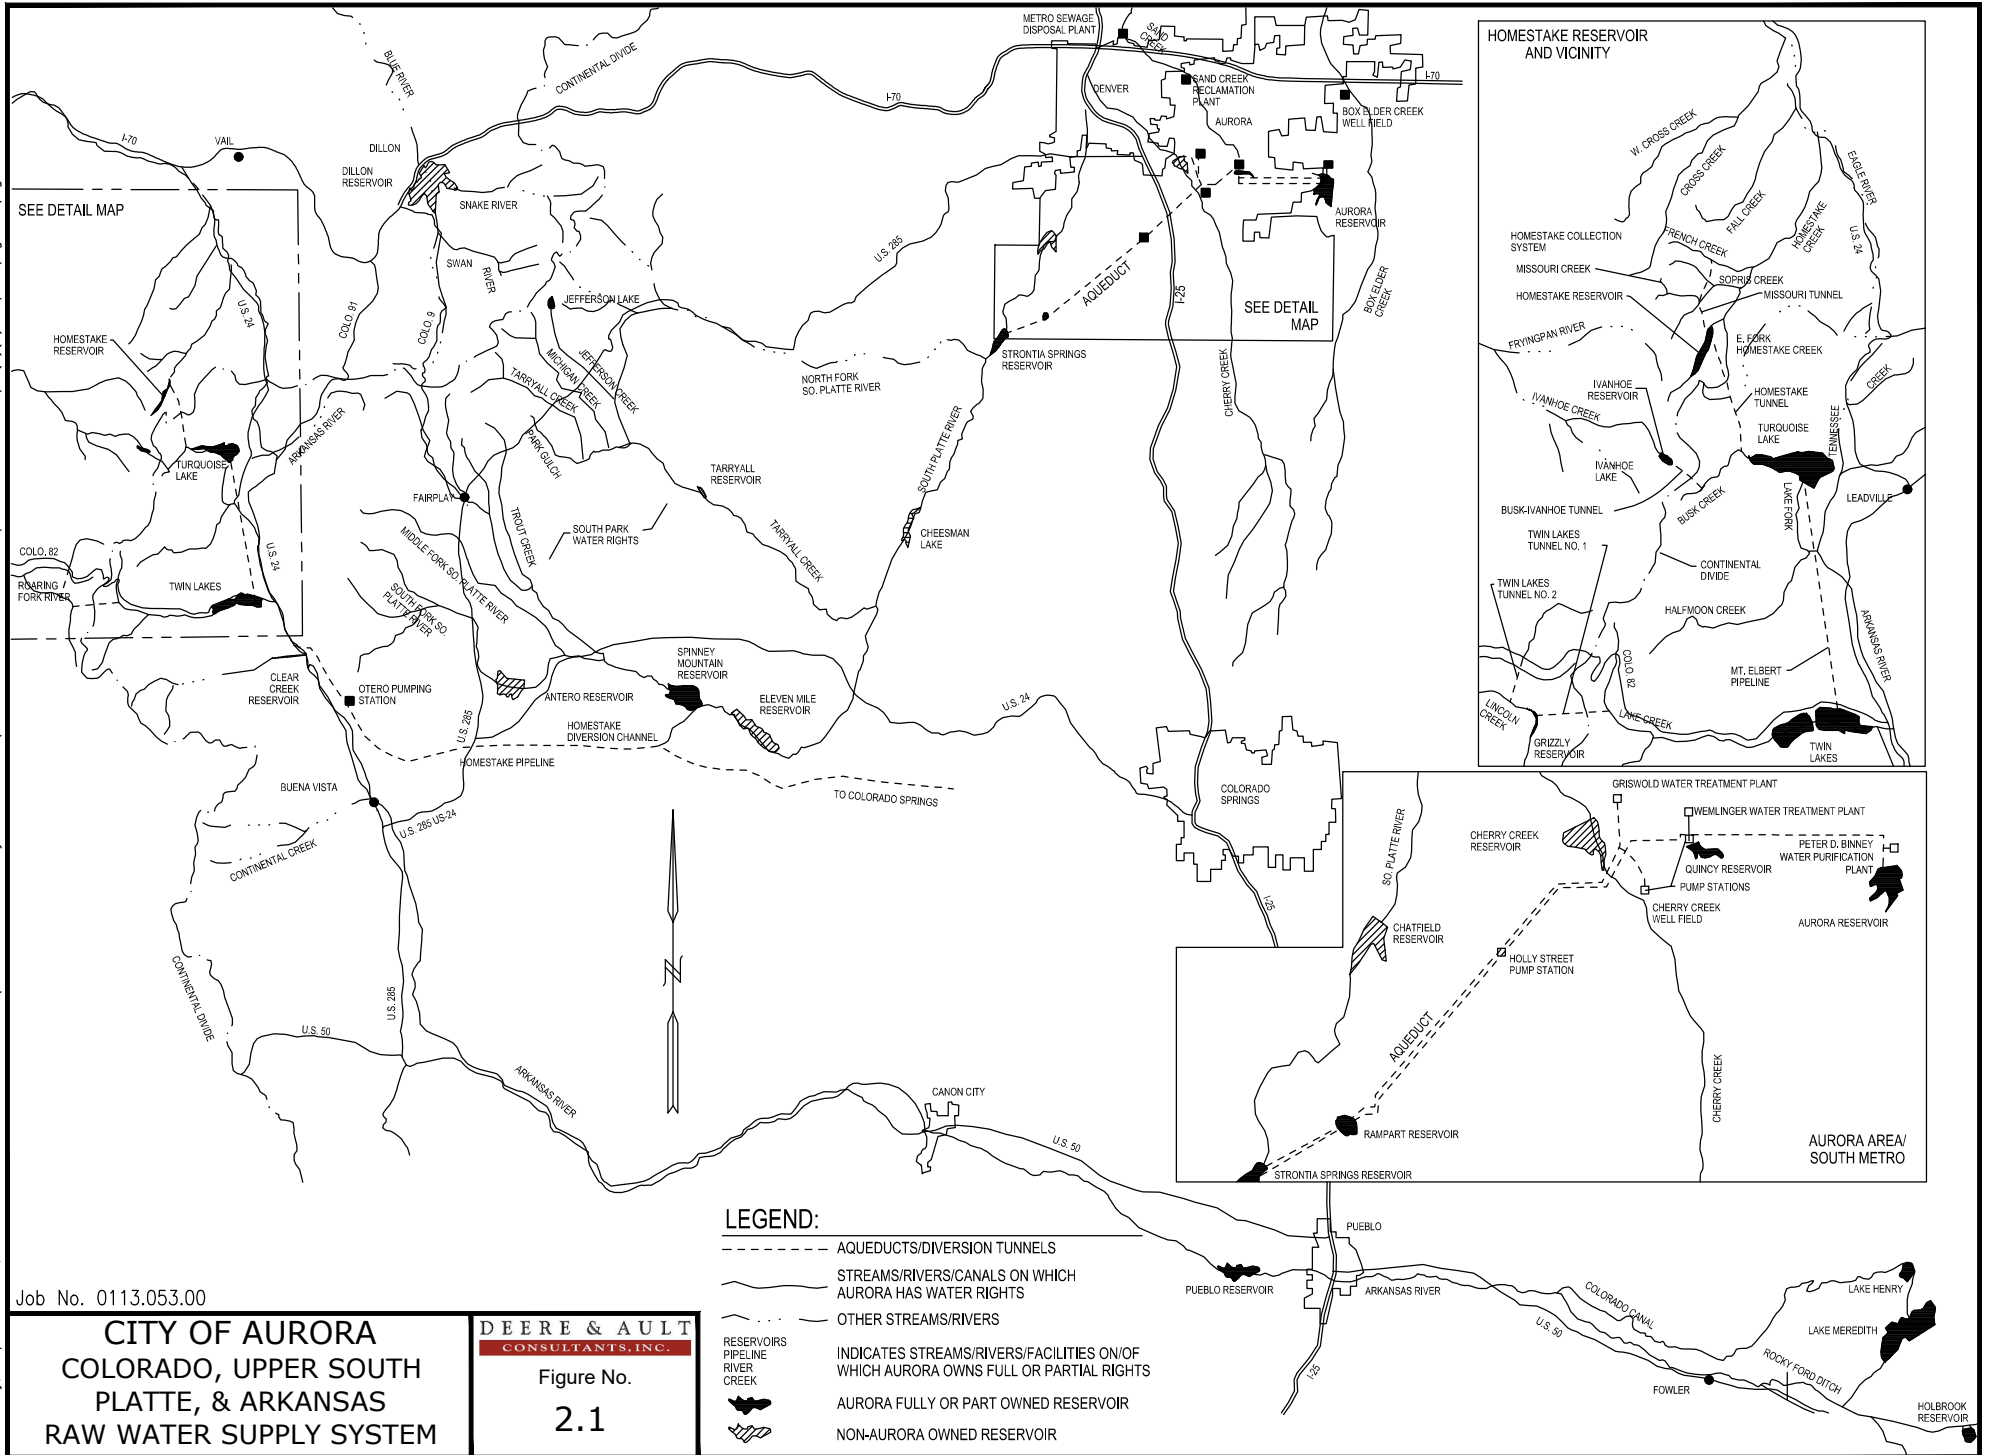 METRO SEWAGE
DISPOSAL PLANT
SAND
CREEK
BLUE RIVER
CONTINENTAL DIVIDE
I-70
I-70
I-70
DENVER
SAND CREEK
RECLAMATION
PLANT
AURORA
BOX ELDER CREEK
WELL FIELD
VAIL
DILLON
DILLON
RESERVOIR
SNAKE RIVER
SEE DETAIL MAP
AURORA
RESERVOIR
U.S. 285
SWAN
RIVER
AQUEDUCT
I-25
BOX ELDER
CREEK
SEE DETAIL
MAP
JEFFERSON LAKE
U.S. 24
COLO. 91
COLO. 9
HOMESTAKE
RESERVOIR
STRONTIA SPRINGS
RESERVOIR
MICHIGAN CREEK
JEFFERSON CREEK
TARRYALL CREEK
NORTH FORK
SO. PLATTE RIVER
CHERRY CREEK
ARKANSAS RIVER
PARK GULCH
SOUTH PLATTE RIVER
TURQUOISE
LAKE
TARRYALL
RESERVOIR
FAIRPLAY
TROUT CREEK
SOUTH PARK
WATER RIGHTS
CHEESMAN
LAKE
MIDDLE FORK SO. PLATTE RIVER
TARRYALL CREEK
COLO. 82
U.S. 24
ROARING
FORK RIVER
TWIN LAKES
SOUTH FORK SO.
PLATTE RIVER
CLEAR
CREEK
RESERVOIR
OTERO PUMPING
STATION
SPINNEY
MOUNTAIN
RESERVOIR
ANTERO RESERVOIR
ELEVEN MILE
RESERVOIR
U.S. 24
U.S. 285
HOMESTAKE
DIVERSION CHANNEL
HOMESTAKE PIPELINE
TO COLORADO SPRINGS
COLORADO
SPRINGS
BUENA VISTA
U.S. 285 US-24
CONTINENTAL CREEK
I-25
CONTINENTAL DIVIDE
N
U.S. 285
U.S. 50
ARKANSAS RIVER
CANON CITY
U.S. 50
PUEBLO
PUEBLO RESERVOIR
ARKANSAS RIVER
I-25
COLORADO CANAL
U.S. 50
LAKE HENRY
LAKE MEREDITH
ROCKY FORD DITCH
FOWLER
HOLBROOK
RESERVOIR
HOMESTAKE RESERVOIR
AND VICINITY
W. CROSS CREEK
CROSS CREEK
FALL CREEK
HOMESTAKE
CREEK
EAGLE RIVER
U.S. 24
HOMESTAKE COLLECTION
SYSTEM
FRENCH CREEK
MISSOURI CREEK
SOPRIS CREEK
HOMESTAKE RESERVOIR
MISSOURI TUNNEL
FRYINGPAN RIVER
E. FORK
HOMESTAKE CREEK
IVANHOE
RESERVOIR
HOMESTAKE
TUNNEL
CREEK
IVANHOE CREEK
TURQUOISE
LAKE
TENNESSEE
IVANHOE
LAKE
LEADVILLE
BUSK CREEK
LAKE FORK
BUSK-IVANHOE TUNNEL
TWIN LAKES
TUNNEL NO. 1
CONTINENTAL
DIVIDE
TWIN LAKES
TUNNEL NO. 2
HALFMOON CREEK
ARKANSAS RIVER
COLO. 82
MT. ELBERT
PIPELINE
LINCOLN
CREEK
LAKE CREEK
GRIZZLY
RESERVOIR
TWIN
LAKES
GRISWOLD WATER TREATMENT PLANT
WEMLINGER WATER TREATMENT PLANT
SO. PLATTE RIVER
CHERRY CREEK
RESERVOIR
PETER D. BINNEY
WATER PURIFICATION
PLANT
QUINCY RESERVOIR
PUMP STATIONS
CHERRY CREEK
WELL FIELD
AURORA RESERVOIR
CHATFIELD
RESERVOIR
HOLLY STREET
PUMP STATION
AQUEDUCT
CHERRY CREEK
RAMPART RESERVOIR
STRONTIA SPRINGS RESERVOIR
AURORA AREA/
SOUTH METRO
LEGEND:
AQUEDUCTS/DIVERSION TUNNELS
STREAMS/RIVERS/CANALS ON WHICH
AURORA HAS WATER RIGHTS
OTHER STREAMS/RIVERS
RESERVOIRS
PIPELINE
RIVER
CREEK
INDICATES STREAMS/RIVERS/FACILITIES ON/OF
WHICH AURORA OWNS FULL OR PARTIAL RIGHTS
AURORA FULLY OR PART OWNED RESERVOIR
NON-AURORA OWNED RESERVOIR
Job No. 0113.053.00
CITY OF AURORA
COLORADO, UPPER SOUTH
PLATTE, & ARKANSAS
RAW WATER SUPPLY SYSTEM
DEERE & AULT
CONSULTANTS, INC.
Figure No.
2.1